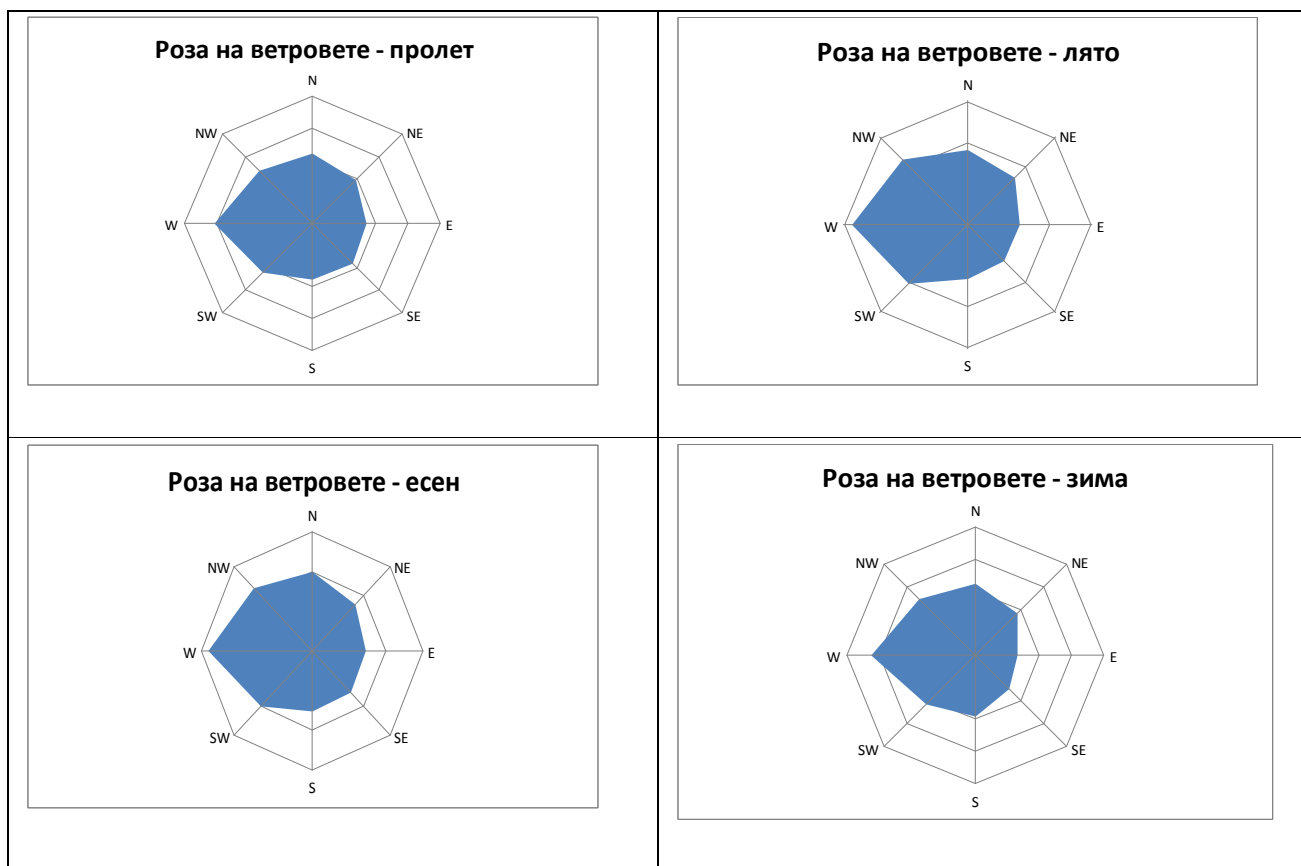 Роза на ветровете - пролет
N
NW
NE
W
E
SW
SE
S
Роза на ветровете - лято
N
NW
NE
W
E
SW
SE
S
Роза на ветровете - есен
N
NW
NE
W
E
SW
SE
S
Роза на ветровете - зима
N
NW
NE
W
E
SW
SE
S